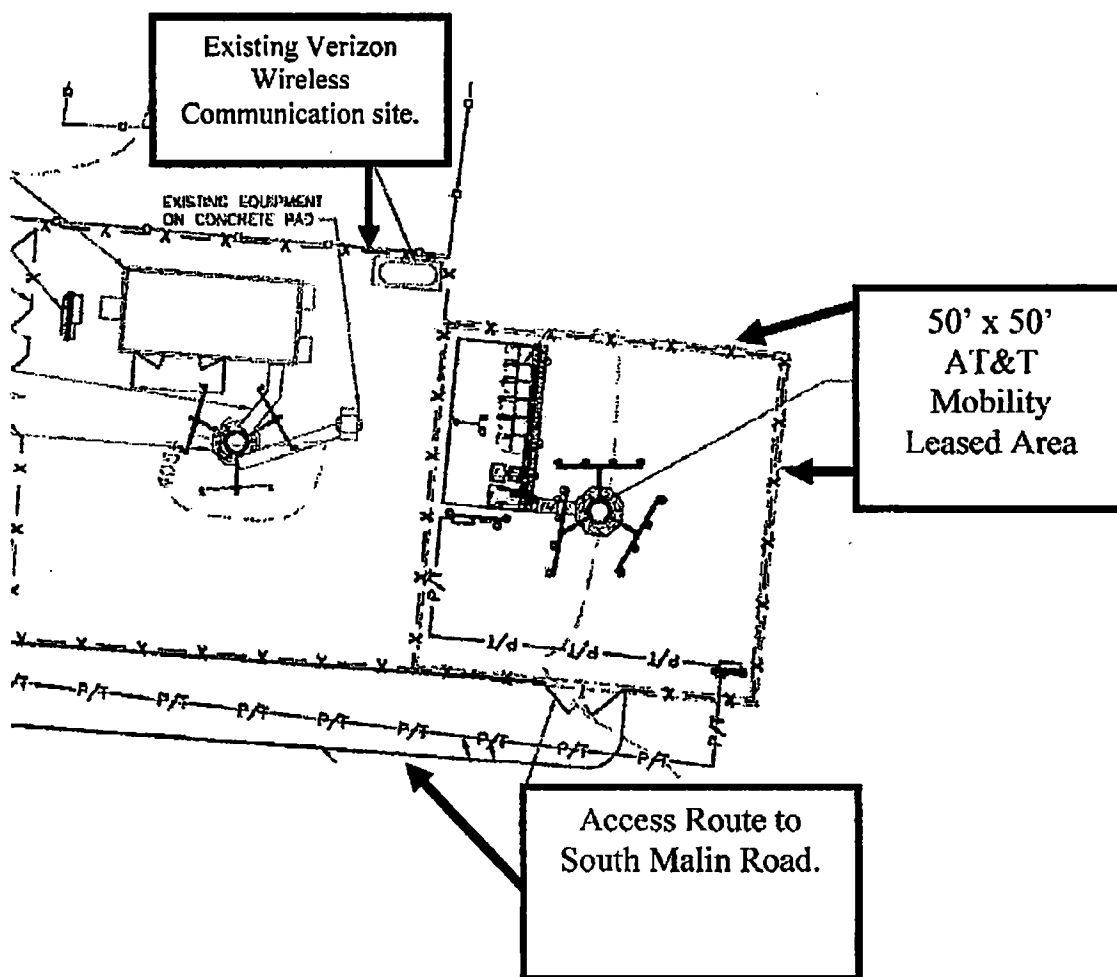 Existing Verizon
Wireless
Communication site.
EXISTING EQUIPMENT
ON CONCRETE PAD
50' x 50'
AT&T
Mobility
Leased Area
P/T
P/T
P/T
P/T
P/T
P/T
P/T
P/T
P/T
Access Route to
South Malin Road.